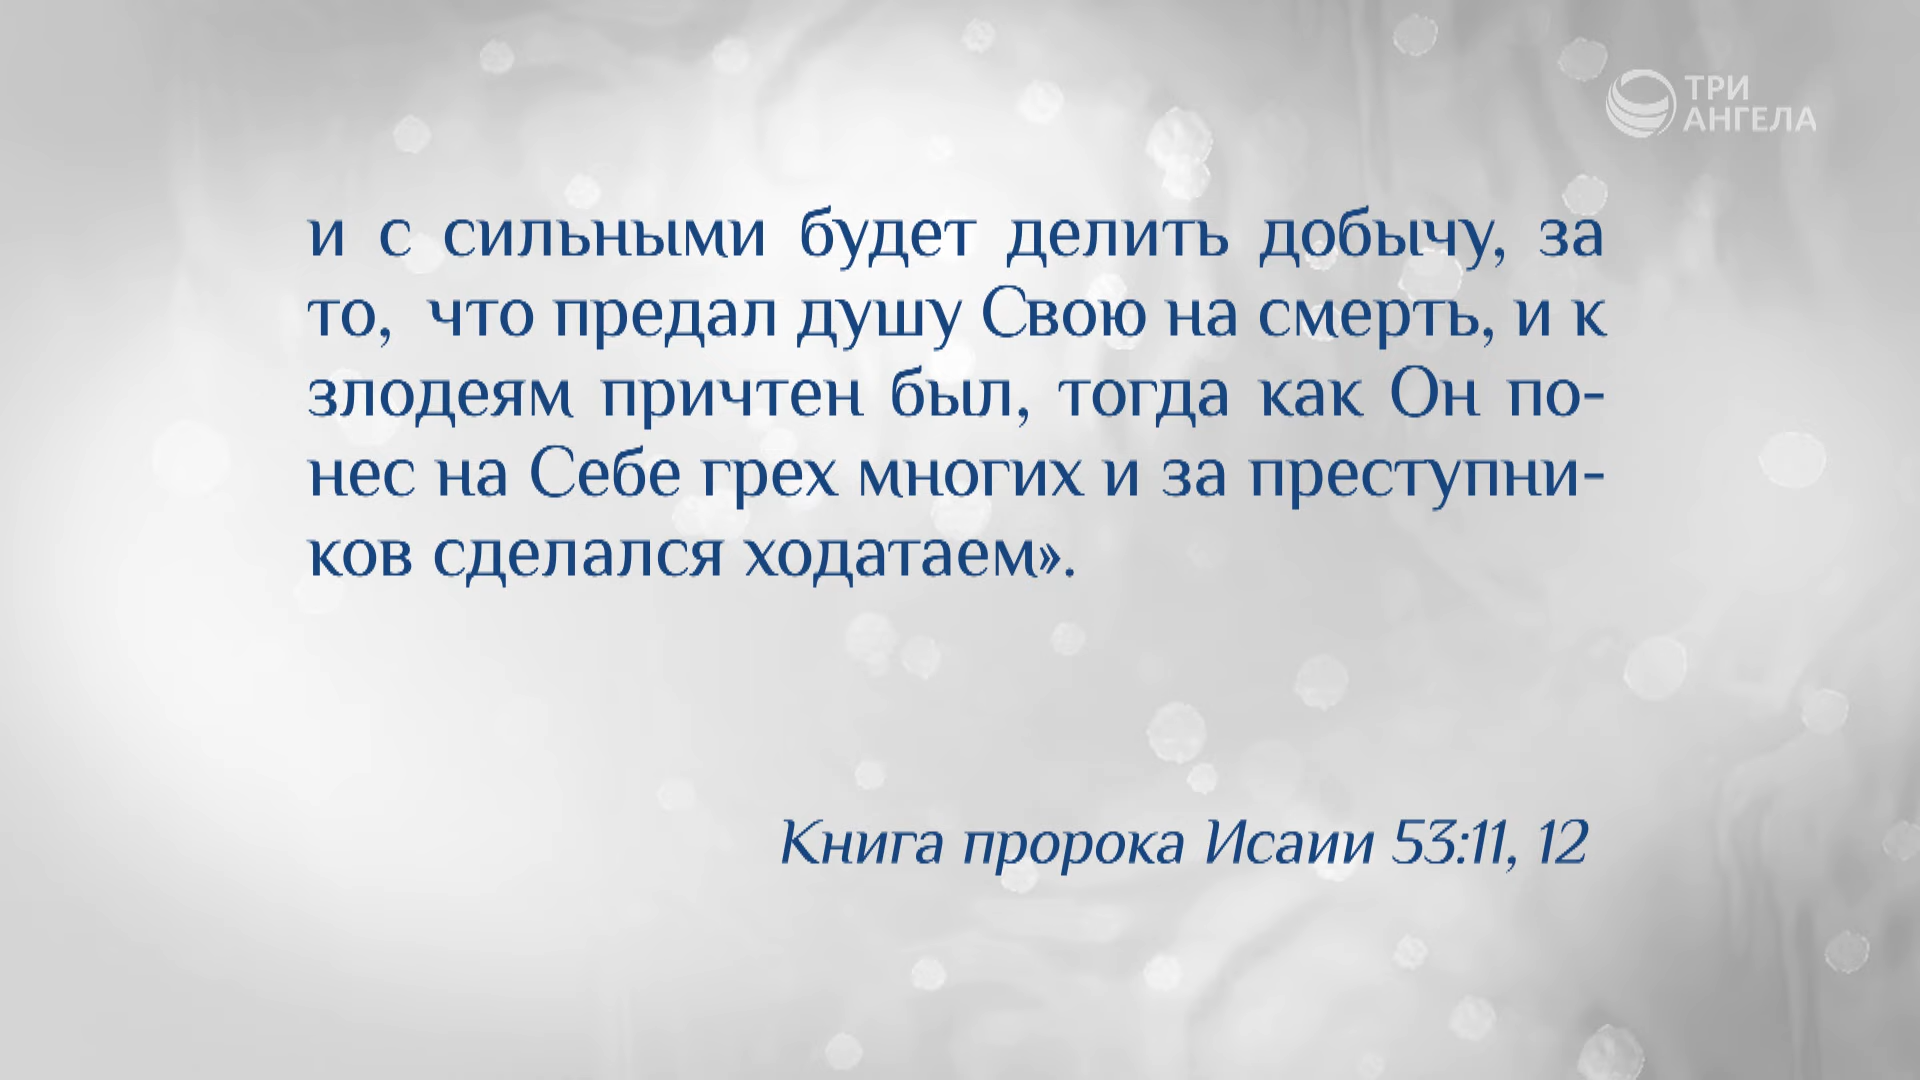 ТРИ
АНГЕЛА
и с сильными будет делить добычу, за
то, что предал душу Свою на смерть, и к
злодеям причтен был, тогда как Он по-
нес на Себе грех многих и за преступни-
ков сделался ходатаем».
Книга пророка Исаии 53:11, 12